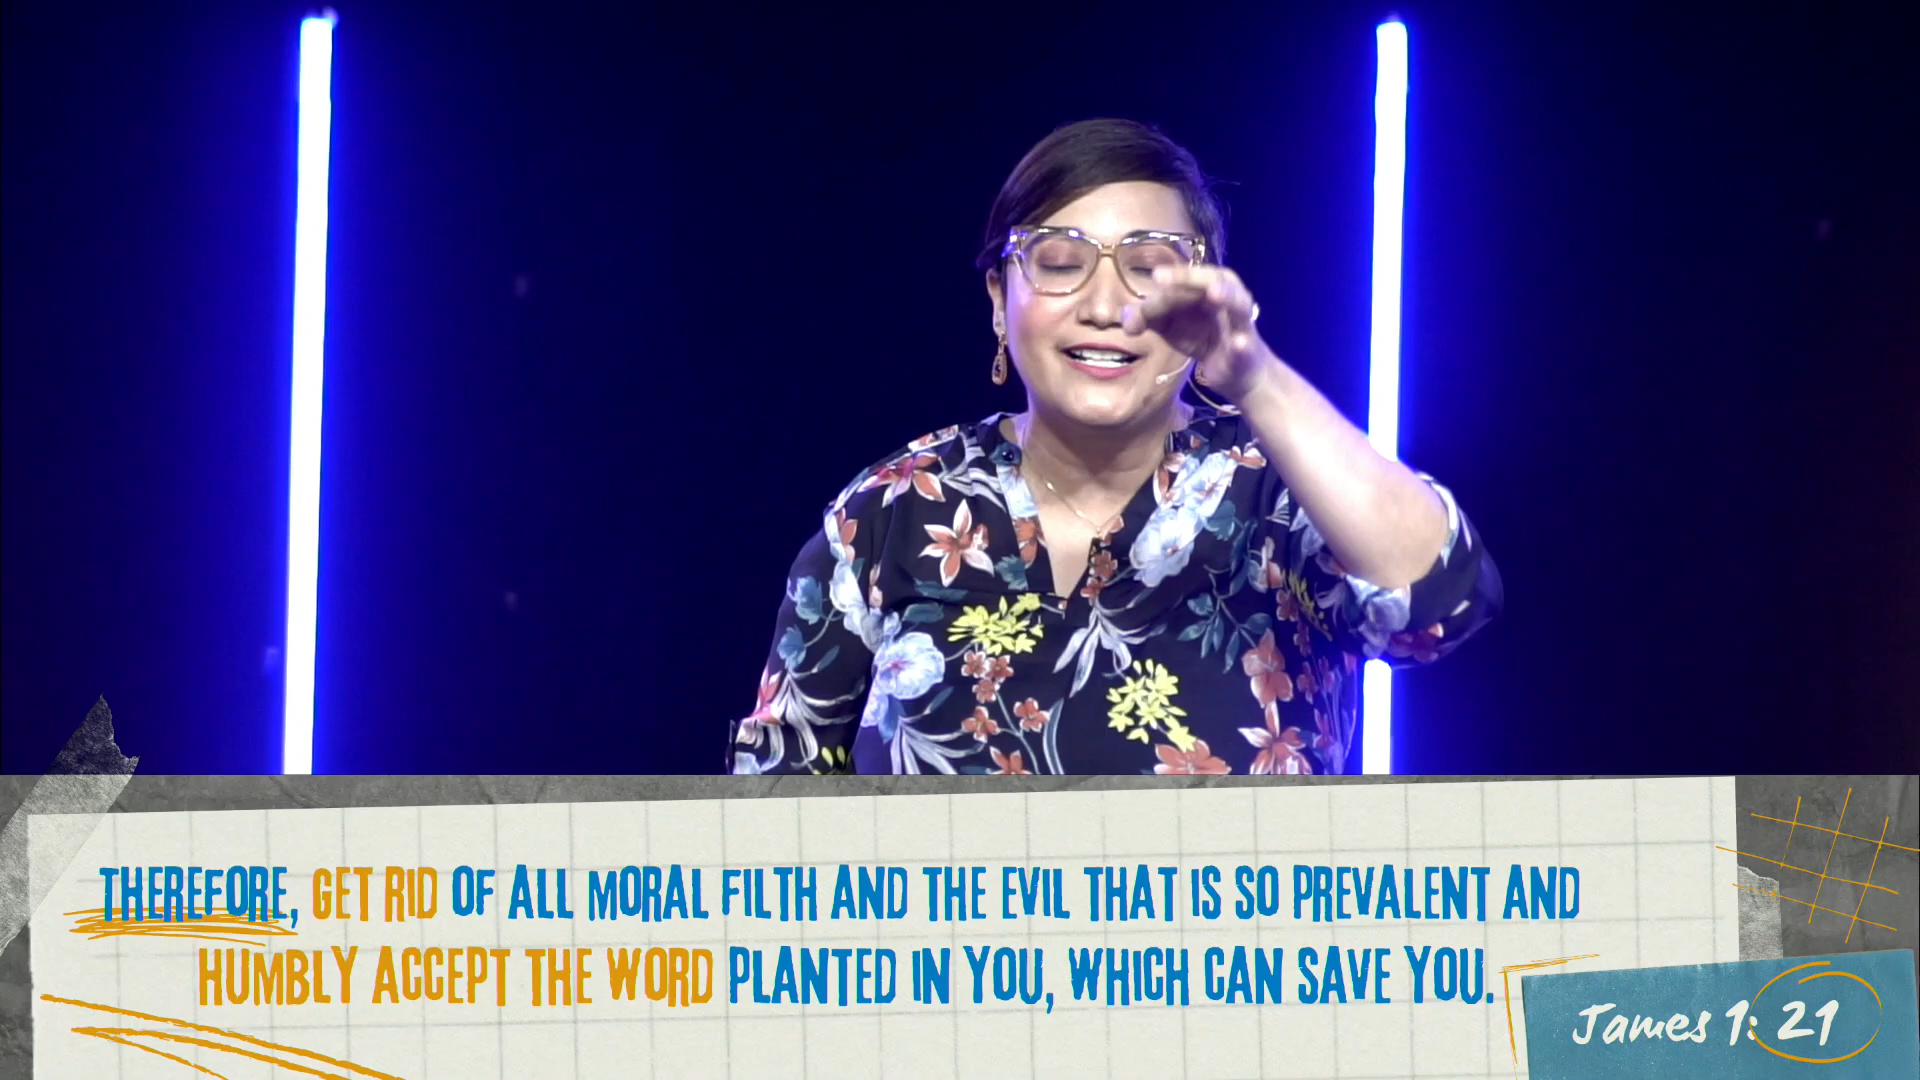 THEREFORE, GET RID OF ALL MORAL FILTH AND THE EVIL THAT IS SO PREVALENT AND
HUMBLY ACCEPT THE WORD PLANTED IN YOU, WHICH CAN SAVE YOU.
James 1: 21